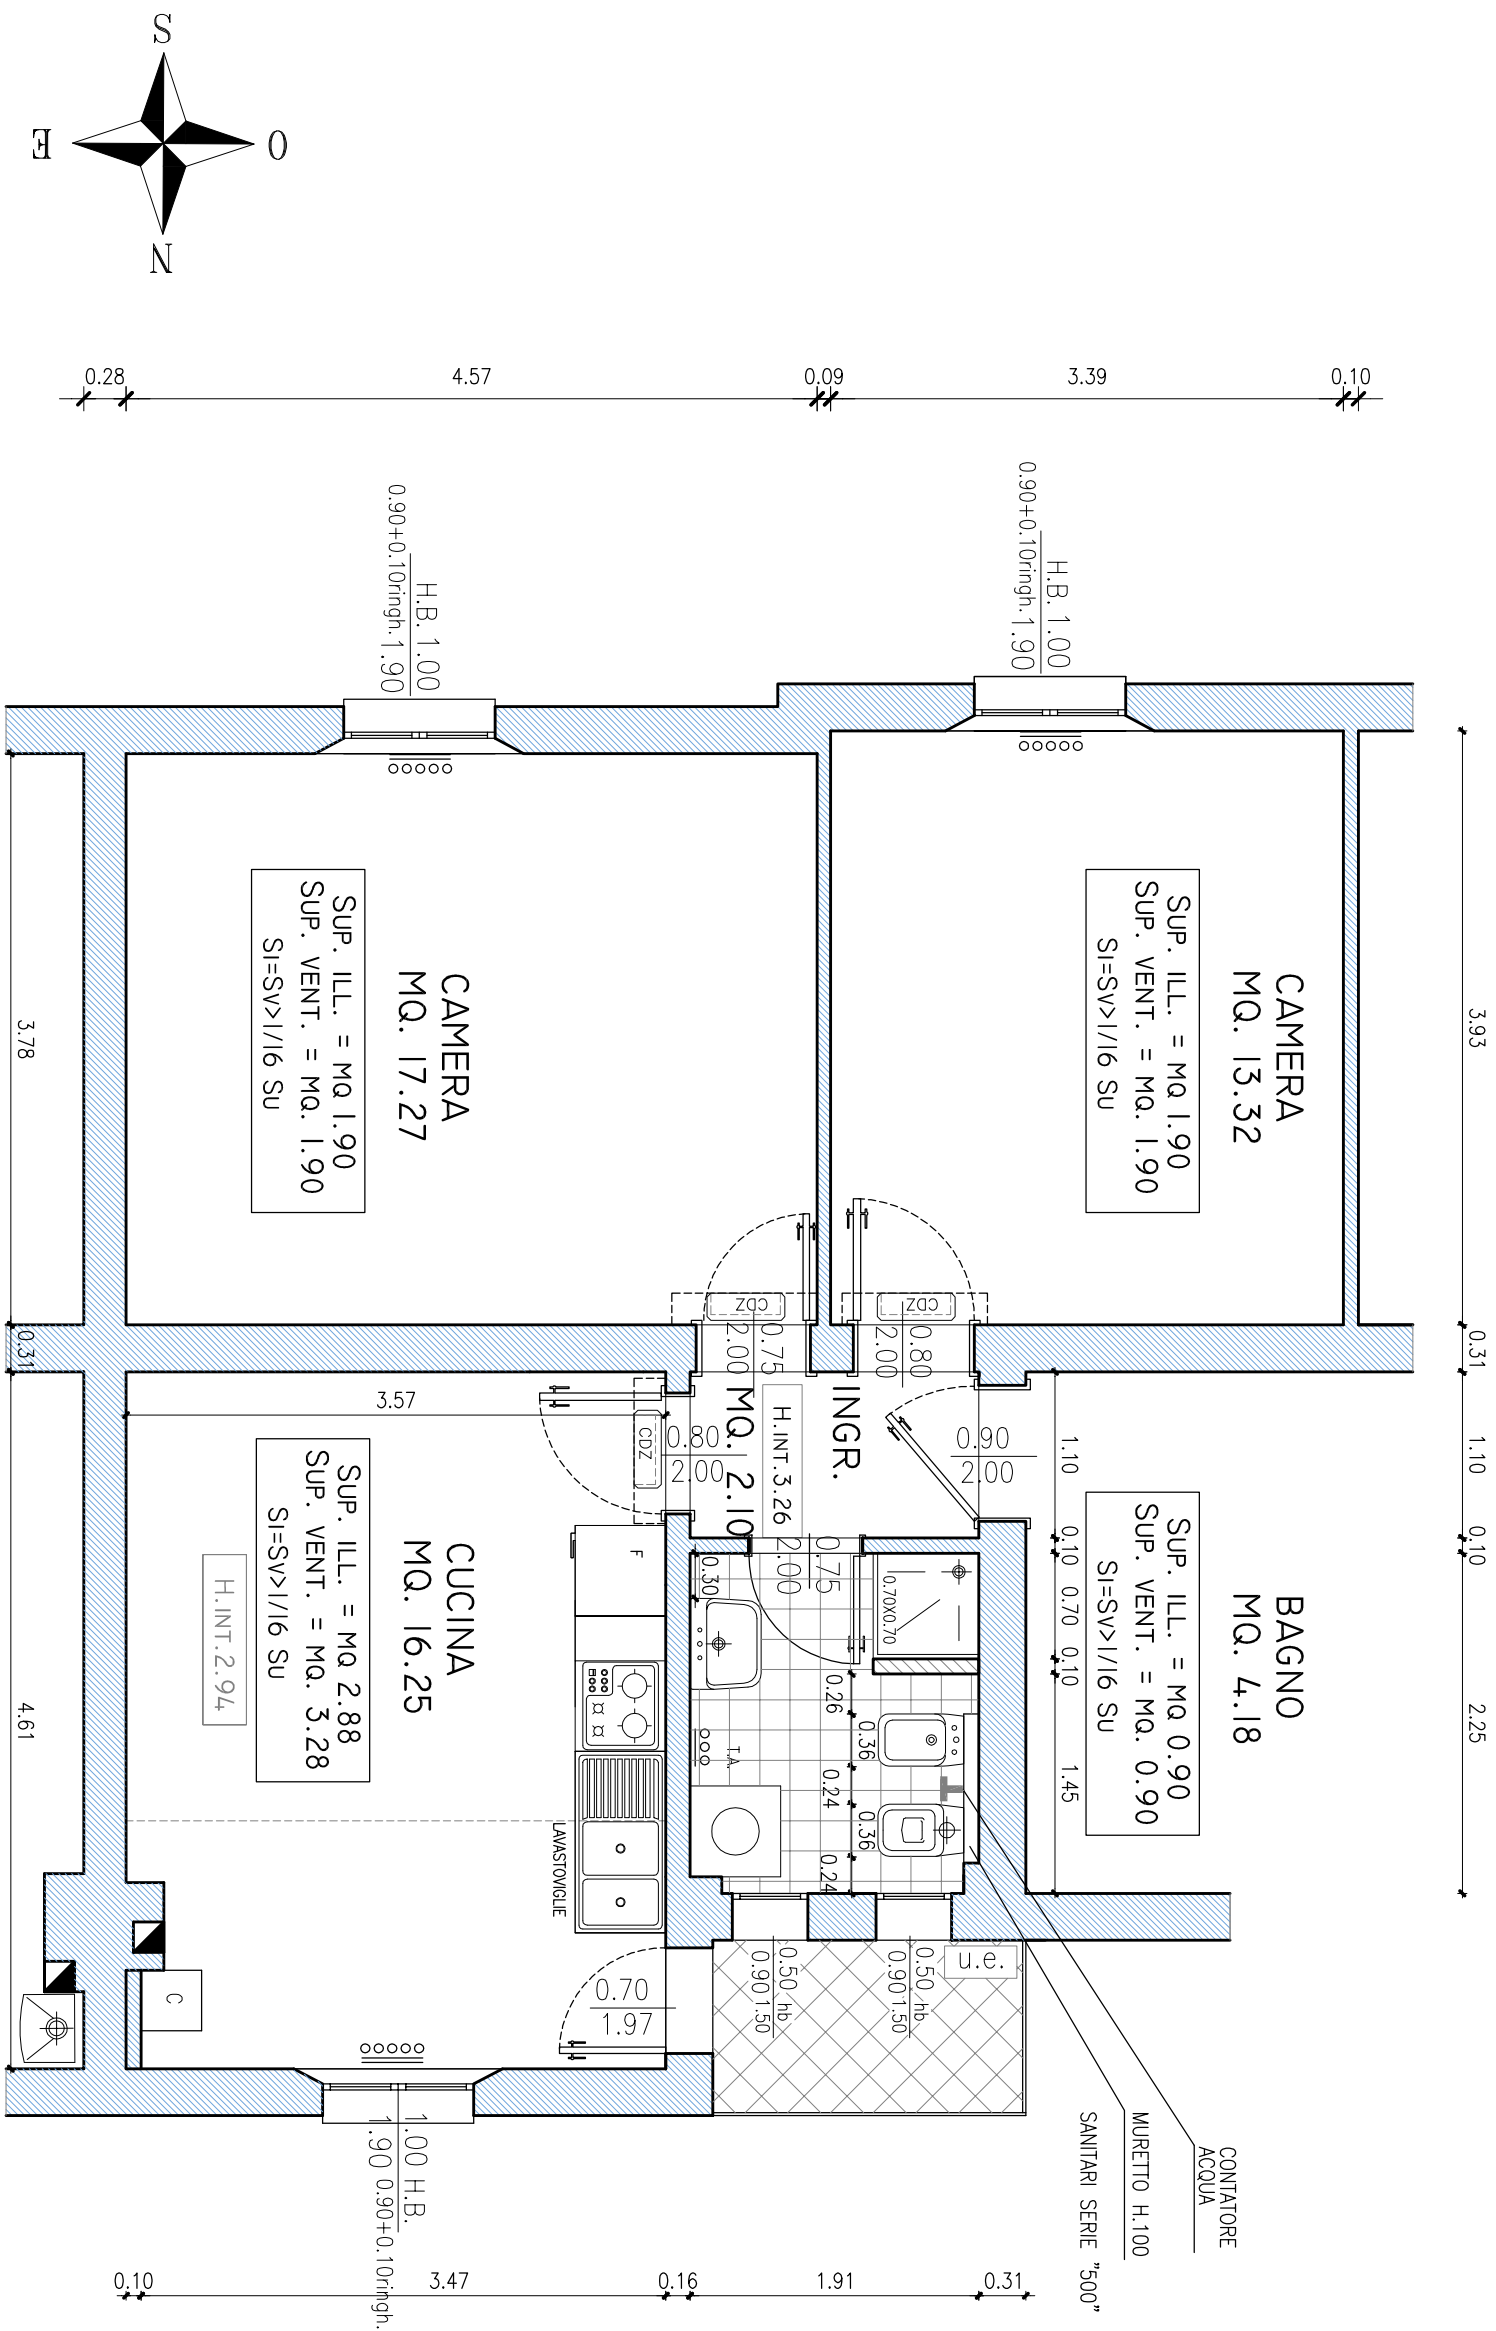 S
E
O
N
0.28
4.57
0.09
3.39
0.10
H.B. 1.00
0.90+0.10ringh. 1.90
H.B. 1.00
0.90+0.10ringh. 1.90
3.93
0.31
1.10
0.10
2.25
3.78
0.31
4.61
CAMERA
MQ. 13.32
SUP. ILL. = MQ 1.90
SUP. VENT. = MQ. 1.90
SI=SV>1/16 SU
CAMERA
MQ. 17.27
SUP. ILL. = MQ 1.90
SUP. VENT. = MQ. 1.90
SI=SV>1/16 SU
CDZ
0.80
2.00
CDZ
0.75
2.00
INGR.
H.INT.3.26
MQ. 2.10
0.90
2.00
1.10
0.10
0.70
0.10
1.45
BAGNO
MQ. 4.18
SUP. ILL. = MQ 0.90
SUP. VENT. = MQ. 0.90
SI=SV>1/16 SU
3.57
CDZ
0.80
2.00
0.75
2.00
0.70X0.70
0.30
0.26
0.36
0.24
0.36
0.24
T.A.
F
CUCINA
MQ. 16.25
SUP. ILL. = MQ 2.88
SUP. VENT. = MQ. 3.28
SI=SV>1/16 SU
H.INT.2.94
LAVASTOVIGLIE
C
u.e.
0.50 hb
0.90 1.50
0.50 hb
0.90 1.50
0.70
1.97
1.00 H.B.
1.90 0.90+0.10ringh.
CONTATORE
ACQUA
MURETTO H.100
SANITARI SERIE "500"
0.10
3.47
0.16
1.91
0.31